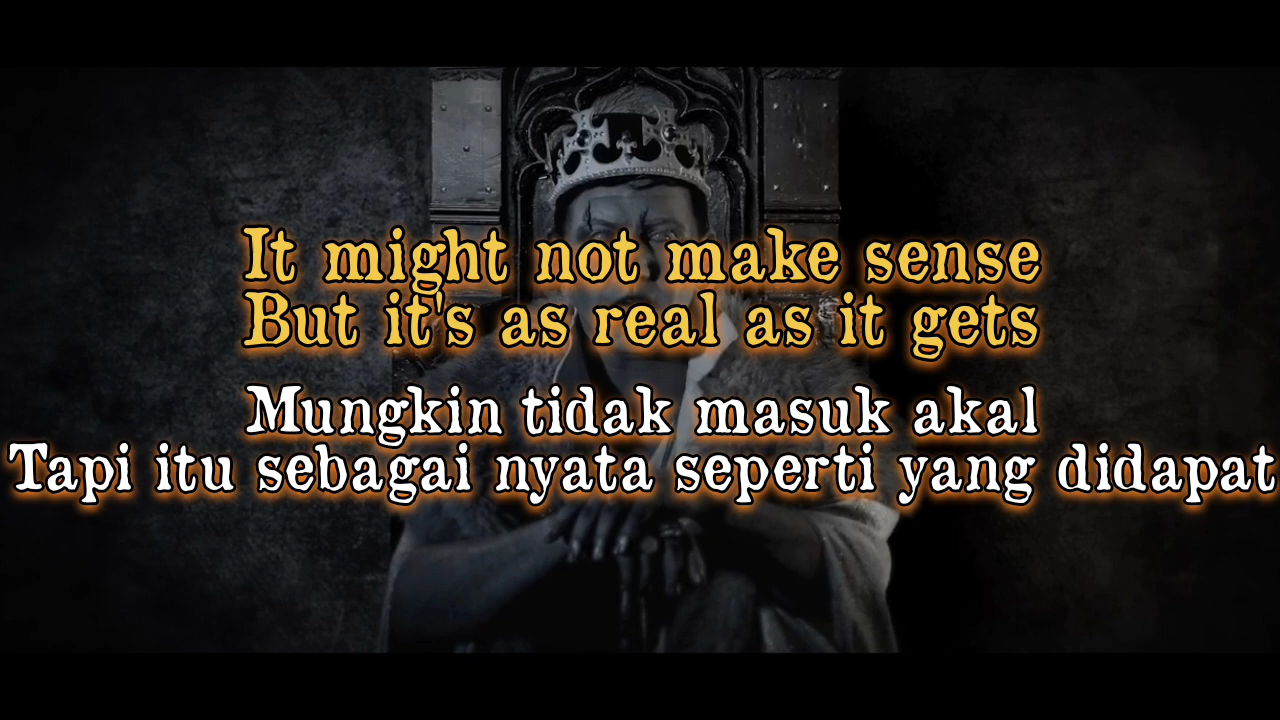 It might not make sense
But it's as real as it gets
Mungkin tidak masuk akal
Tapi itu sebagai nyata seperti yang didapat